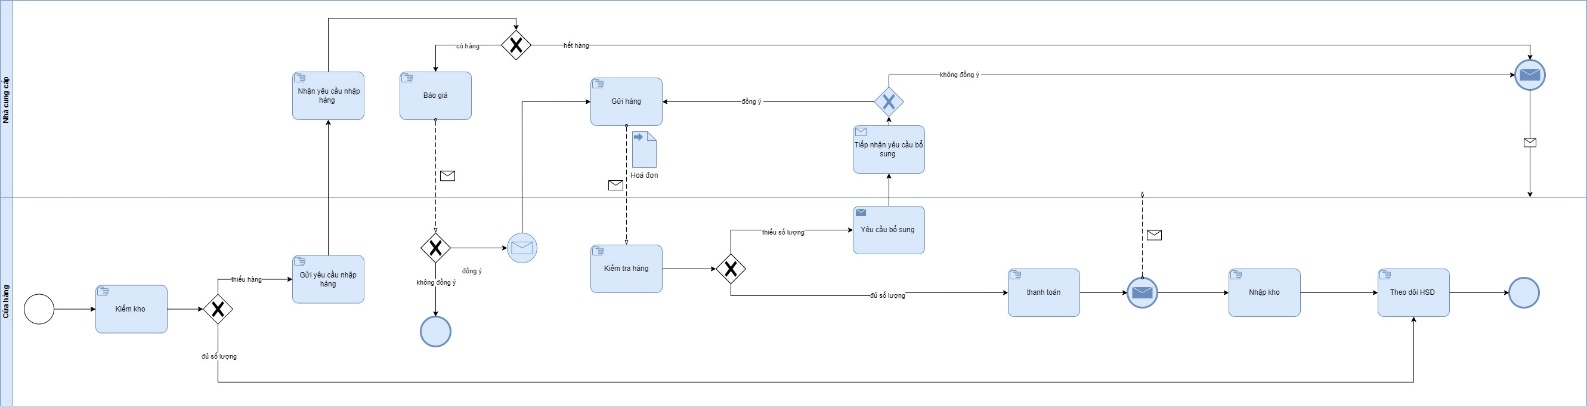 Nhà cung cấp
có hàng
hết hàng
Nhận yêu cầu nhập
hàng
Báo giá
Gửi hàng
đồng ý
không đồng ý
Tiếp nhận yêu cầu bổ
sung
Hoá đơn
Cửa hàng
Kiểm kho
thiếu hàng
Gửi yêu cầu nhập
hàng
đủ số lượng
đồng ý
không đồng ý
Kiểm tra hàng
thiếu số lượng
Yêu cầu bổ sung
đủ số lượng
thanh toán
Nhập kho
Theo dõi HSD